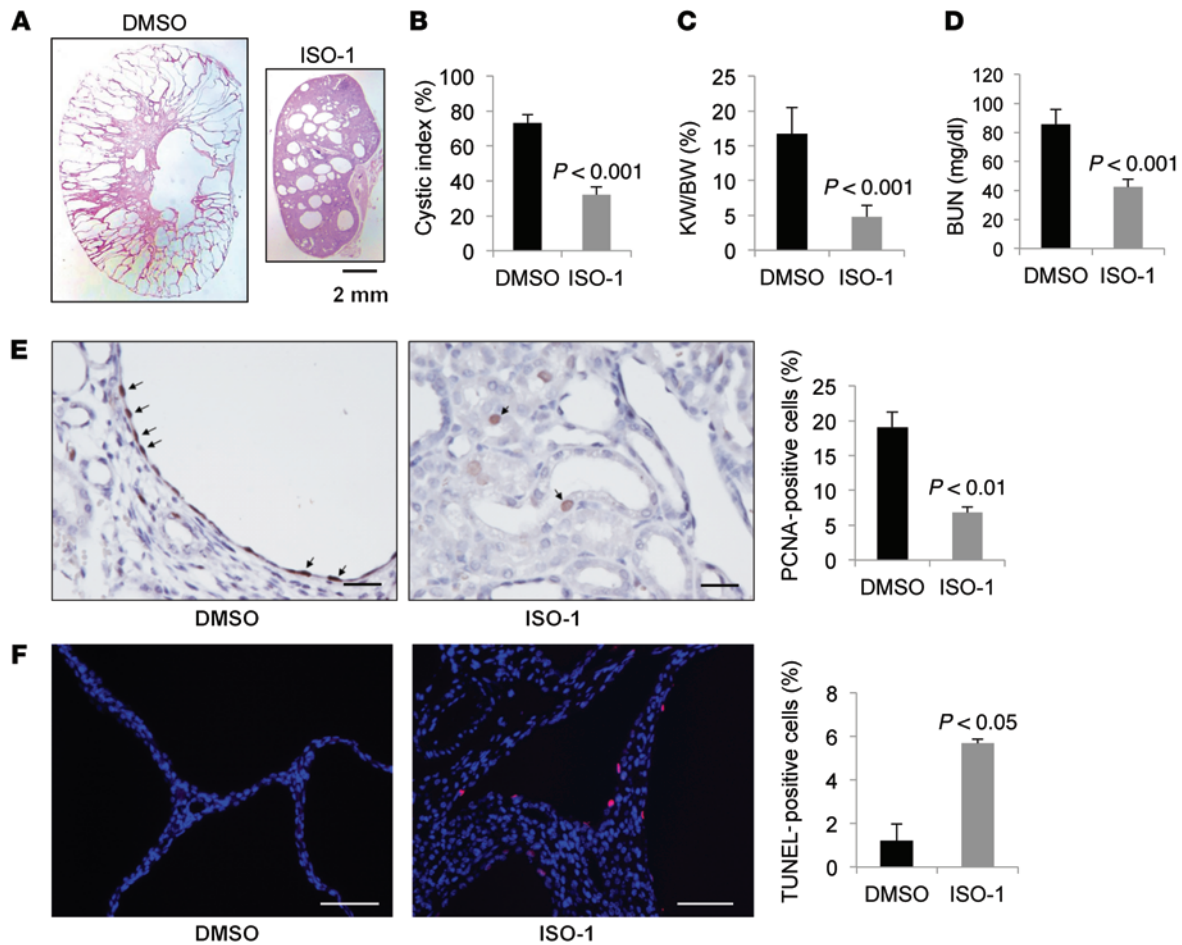 A
DMSO
ISO-1
2 mm
B
Cystic index (%)
100
80
60
40
20
0
P < 0.001
DMSO ISO-1
C
KW/BW (%)
25
20
15
10
5
0
P < 0.001
DMSO ISO-1
D
BUN (mg/dl)
120
100
80
60
40
20
0
P < 0.001
DMSO ISO-1
E
DMSO
ISO-1
PCNA-positive cells (%)
25
20
15
10
5
0
P < 0.01
DMSO ISO-1
F
DMSO
ISO-1
TUNEL-positive cells (%)
8
6
4
2
0
P < 0.05
DMSO ISO-1